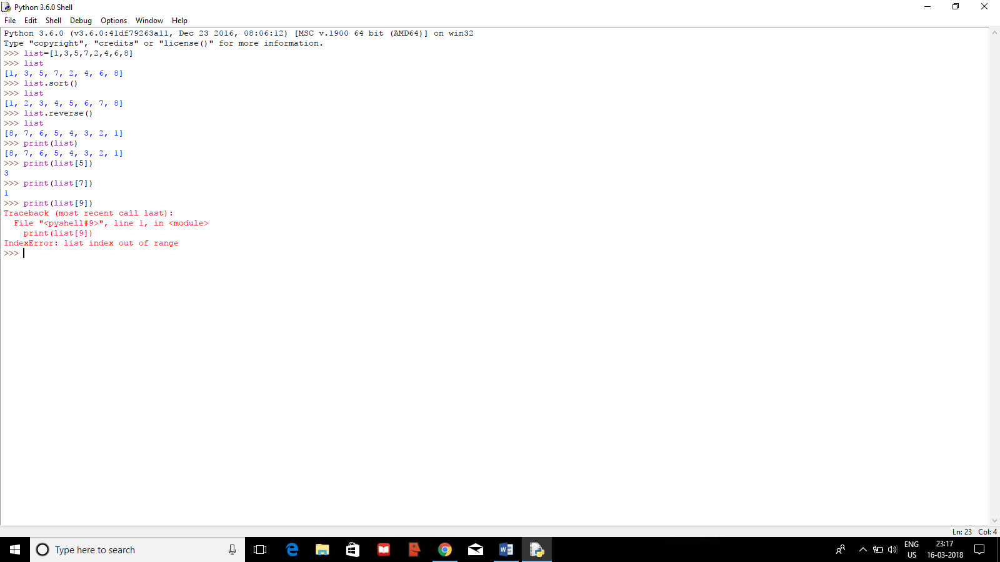 Python 3.6.0 Shell
File Edit Shell Debug Options Window Help
Python 3.6.0 (v3.6.0:41df79263a11, Dec 23 2016, 08:06:12) [MSC v.1900 64 bit (AMD64)] on win32
Type "copyright", "credits" or "license()" for more information.
>>> list=[1,3,5,7,2,4,6,8]
>>> list
[1, 3, 5, 7, 2, 4, 6, 8]
>>> list.sort()
>>> list
[1, 2, 3, 4, 5, 6, 7, 8]
>>> list.reverse()
>>> list
[8, 7, 6, 5, 4, 3, 2, 1]
>>> print(list)
[8, 7, 6, 5, 4, 3, 2, 1]
>>> print(list[5])
3
>>> print(list[7])
1
>>> print(list[9])
Traceback (most recent call last):
  File "<pyshell#9>", line 1, in <module>
    print(list[9])
IndexError: list index out of range
>>>
Ln: 23 Col: 4
Type here to search
ENG
US
23:17
16-03-2018